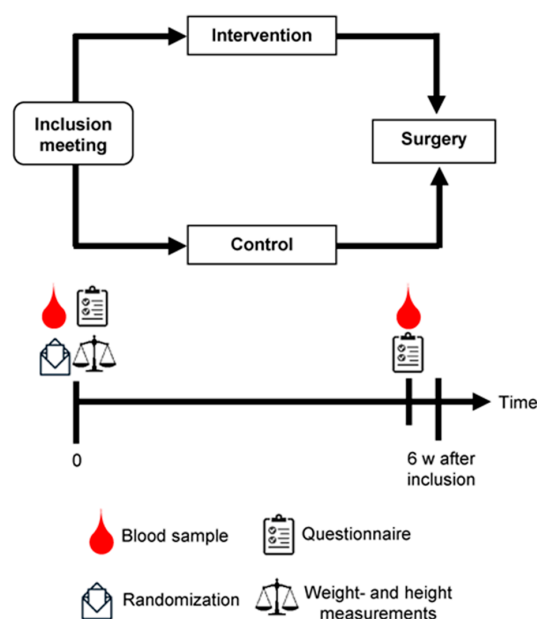 Intervention
Inclusion
meeting
Surgery
Control
Time
0
6 w after
inclusion
Blood sample
Questionnaire
Randomization
Weight- and height
measurements